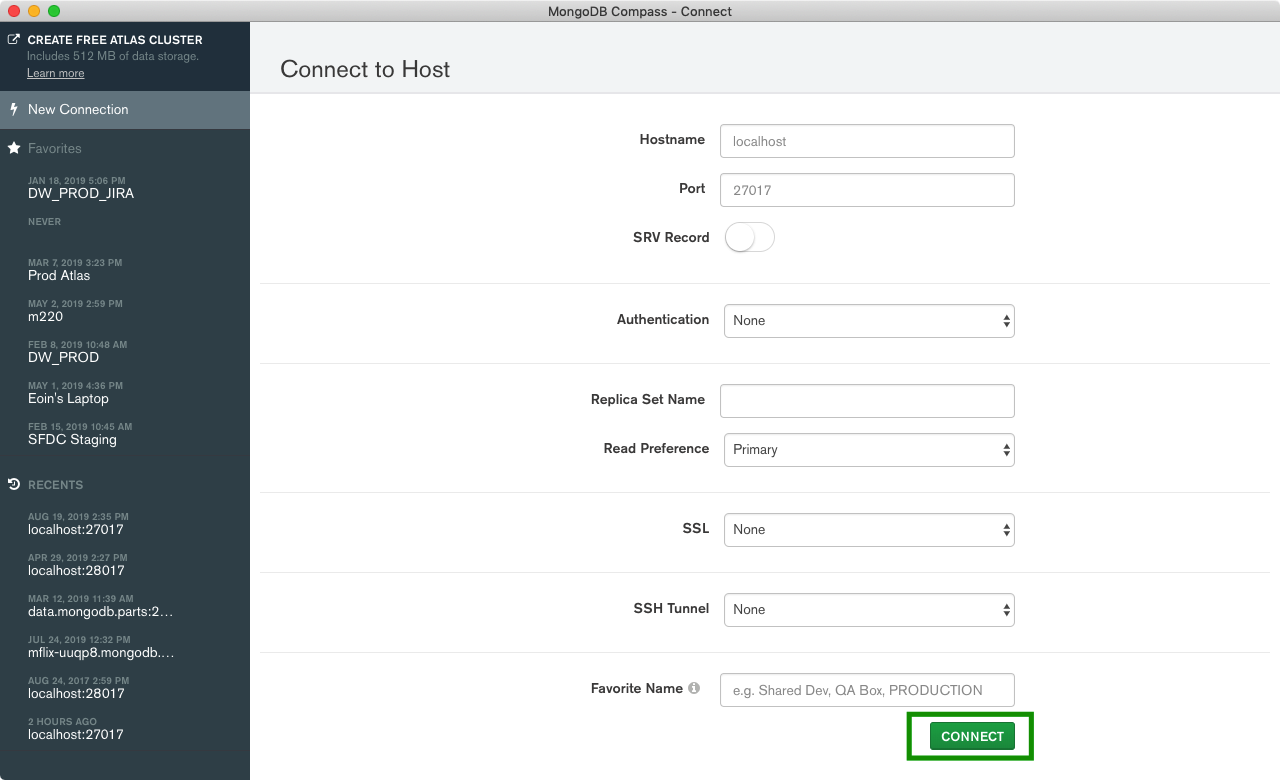 MongoDB Compass - Connect
CREATE FREE ATLAS CLUSTER
Includes 512 MB of data storage.
Learn more
New Connection
Favorites
JAN 18, 2019 5:06 PM
DW_PROD_JIRA
NEVER
MAR 7, 2019 3:23 PM
Prod Atlas
MAY 2, 2019 2:59 PM
m220
FEB 8, 2019 10:48 AM
DW_PROD
MAY 1, 2019 4:36 PM
Eoin's Laptop
FEB 15, 2019 10:45 AM
SFDC Staging
RECENTS
AUG 19, 2019 2:35 PM
localhost:27017
APR 29, 2019 2:27 PM
localhost:28017
MAR 12, 2019 11:39 AM
data.mongodb.parts:2...
JUL 24, 2019 12:32 PM
mflix-uuqp8.mongodb....
AUG 24, 2017 2:59 PM
localhost:28017
2 HOURS AGO
localhost:27017
Connect to Host
Hostname localhost
Port 27017
SRV Record
Authentication None
Replica Set Name
Read Preference Primary
SSL None
SSH Tunnel None
Favorite Name e.g. Shared Dev, QA Box, PRODUCTION
CONNECT